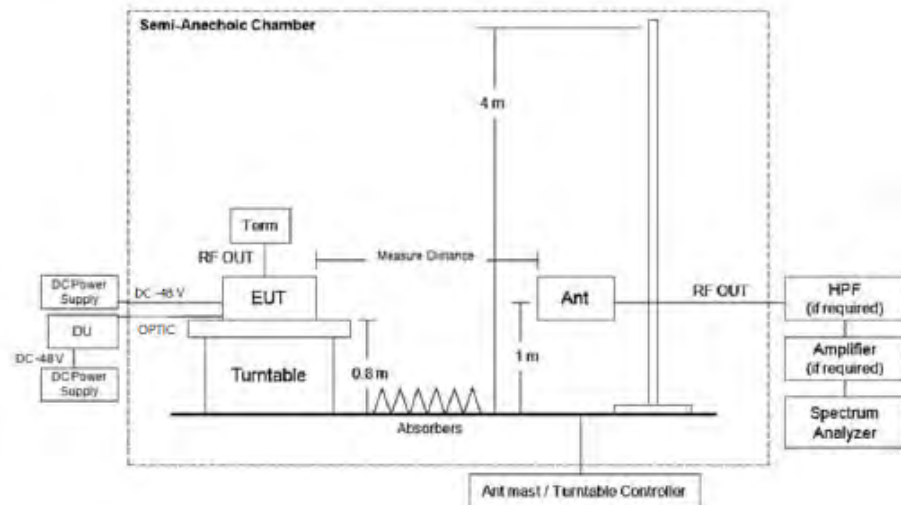 Semi-Anechoic Chamber
4 m
Term
RF OUT
Measure Distance
DC Power
Supply
DC -48 V
EUT
Ant
RF OUT
HPF
(if required)
DU
OPTIC
DC -48 V
DC Power
Supply
Turntable
0.8 m
1 m
Amplifier
(if required)
Absorbers
Spectrum
Analyzer
Ant mast / Turntable Controller